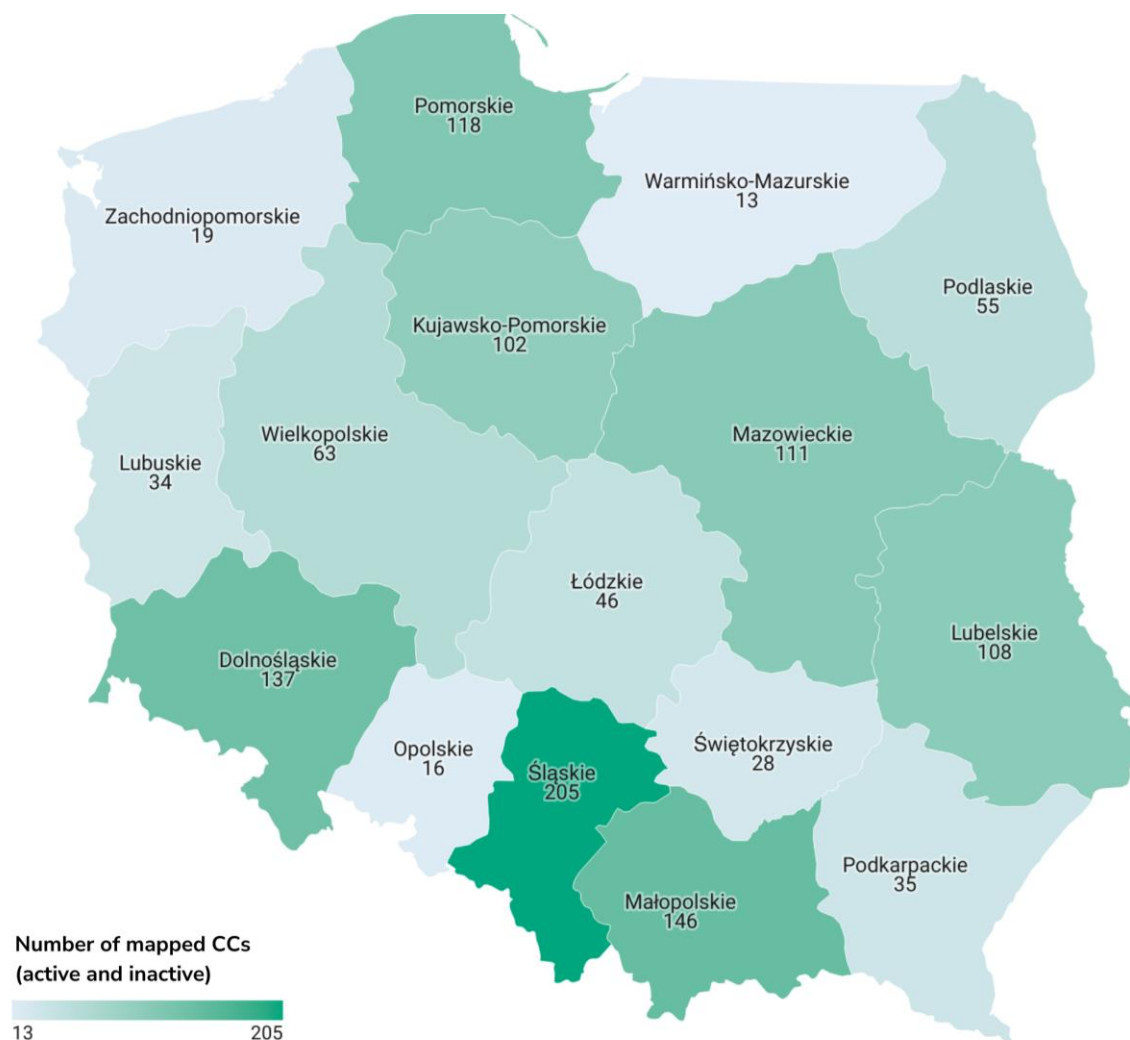 Pomorskie
118
Warmińsko-Mazurskie
13
Zachodniopomorskie
19
Podlaskie
55
Kujawsko-Pomorskie
102
Wielkopolskie
63
Mazowieckie
111
Lubuskie
34
Łódzkie
46
Lubelskie
108
Dolnośląskie
137
Opolskie
16
Śląskie
205
Świętokrzyskie
28
Podkarpackie
35
Małopolskie
146
Number of mapped CCs
(active and inactive)
13
205